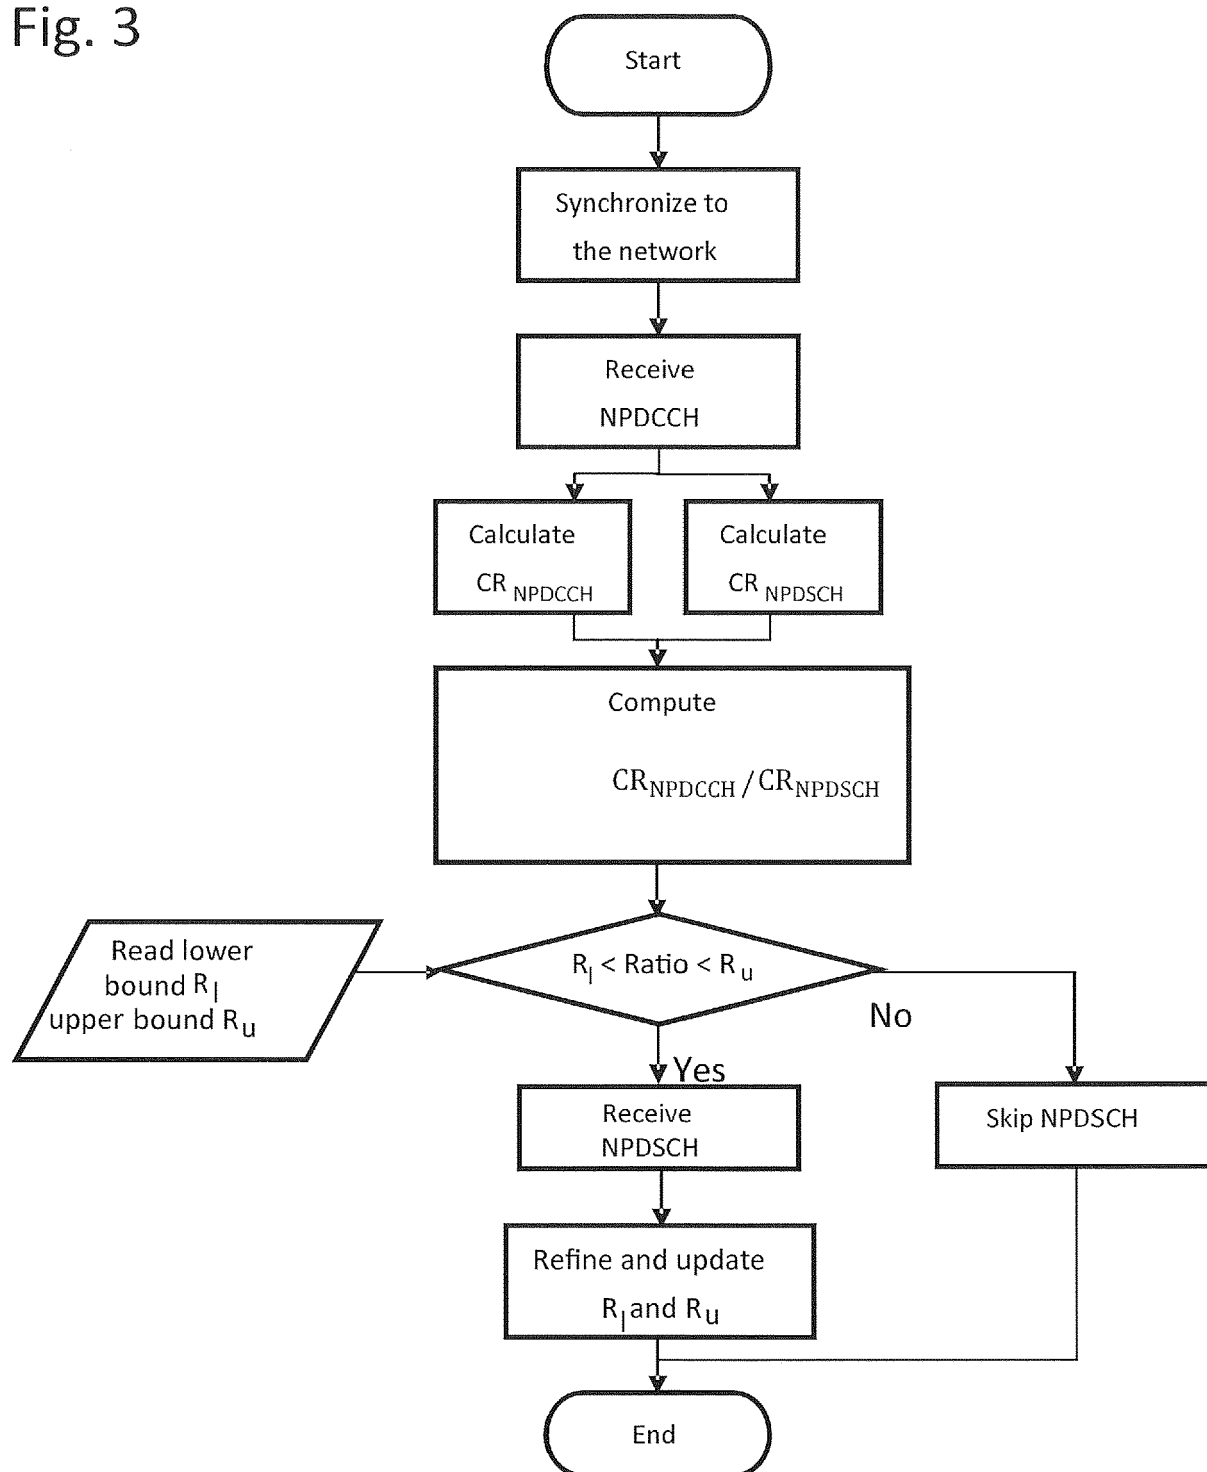 Fig. 3
Start
Synchronize to
the network
Receive
NPDCCH
Calculate
CR NPDCCH
Calculate
CR NPDSCH
Compute
CRNPDCCH/CRNPDSCH
Read lower
bound Rl
upper bound Ru
Rl < Ratio < Ru
No
Yes
Receive
NPDSCH
Skip NPDSCH
Refine and update
Rl and Ru
End